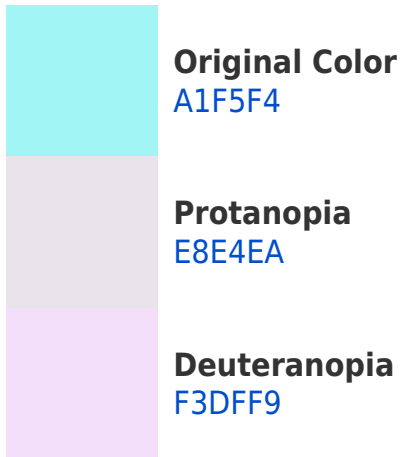 Original Color
A1F5F4
Protanopia
E8E4EA
Deuteranopia
F3DFF9